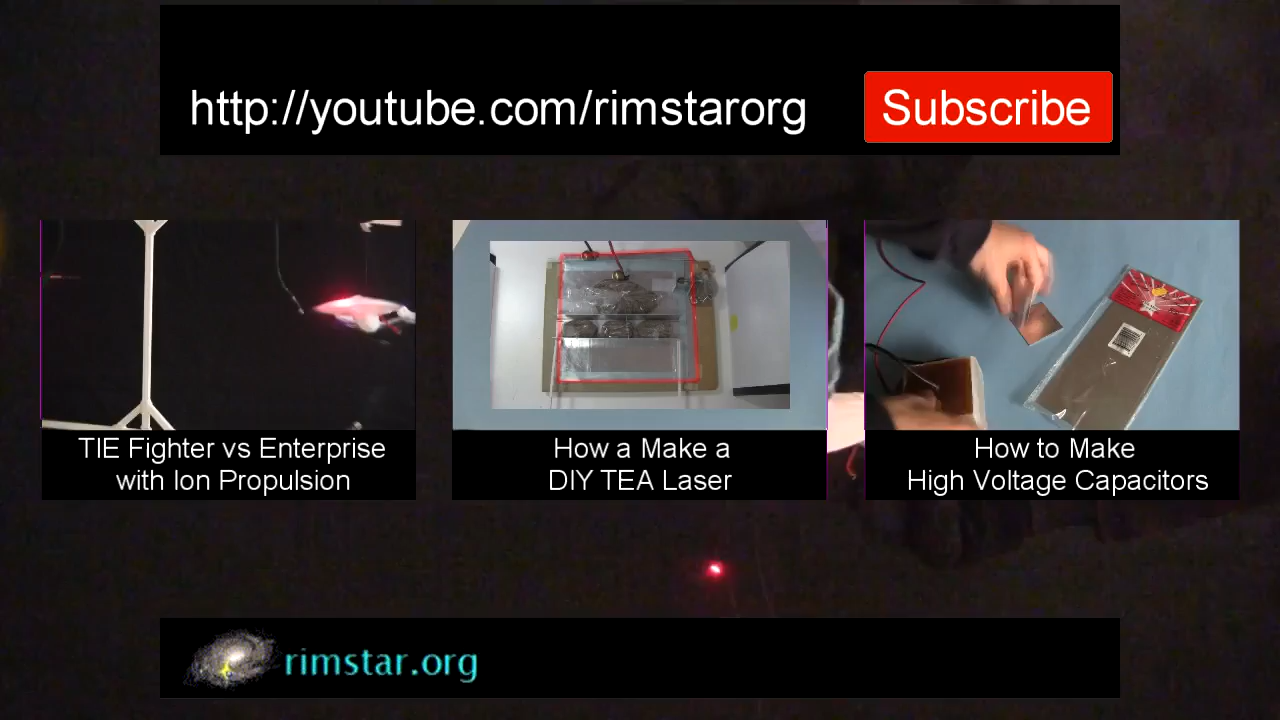 http://youtube.com/rimstarorg
Subscribe
TIE Fighter vs Enterprise
with Ion Propulsion
How a Make a
DIY TEA Laser
How to Make
High Voltage Capacitors
rimstar.org